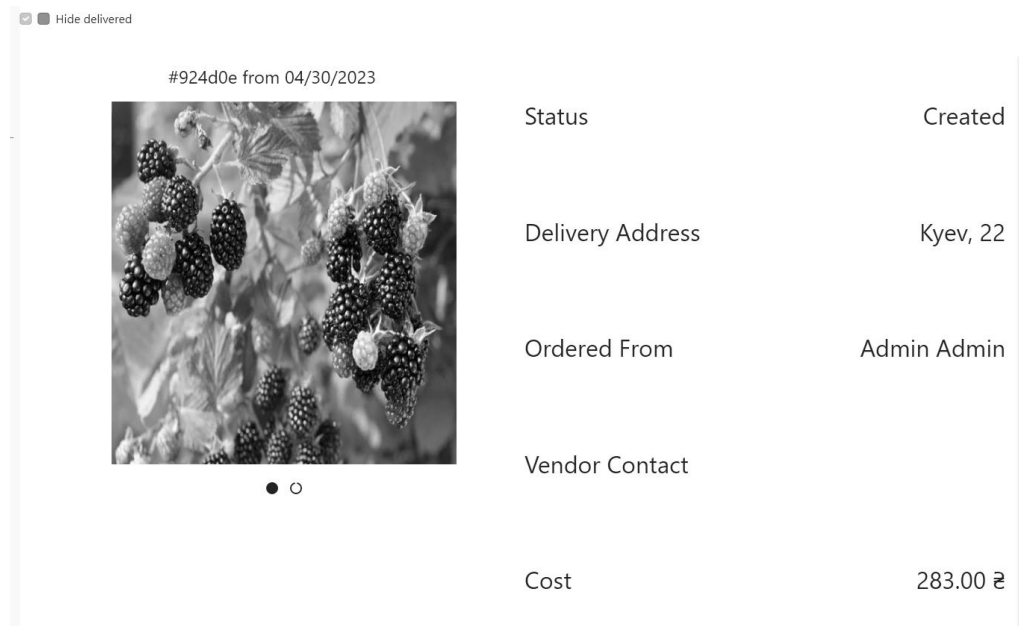 Hide delivered
#924d0e from 04/30/2023
Status Created
Delivery Address Kyev, 22
Ordered From Admin Admin
Vendor Contact
Cost 283.00 ₴